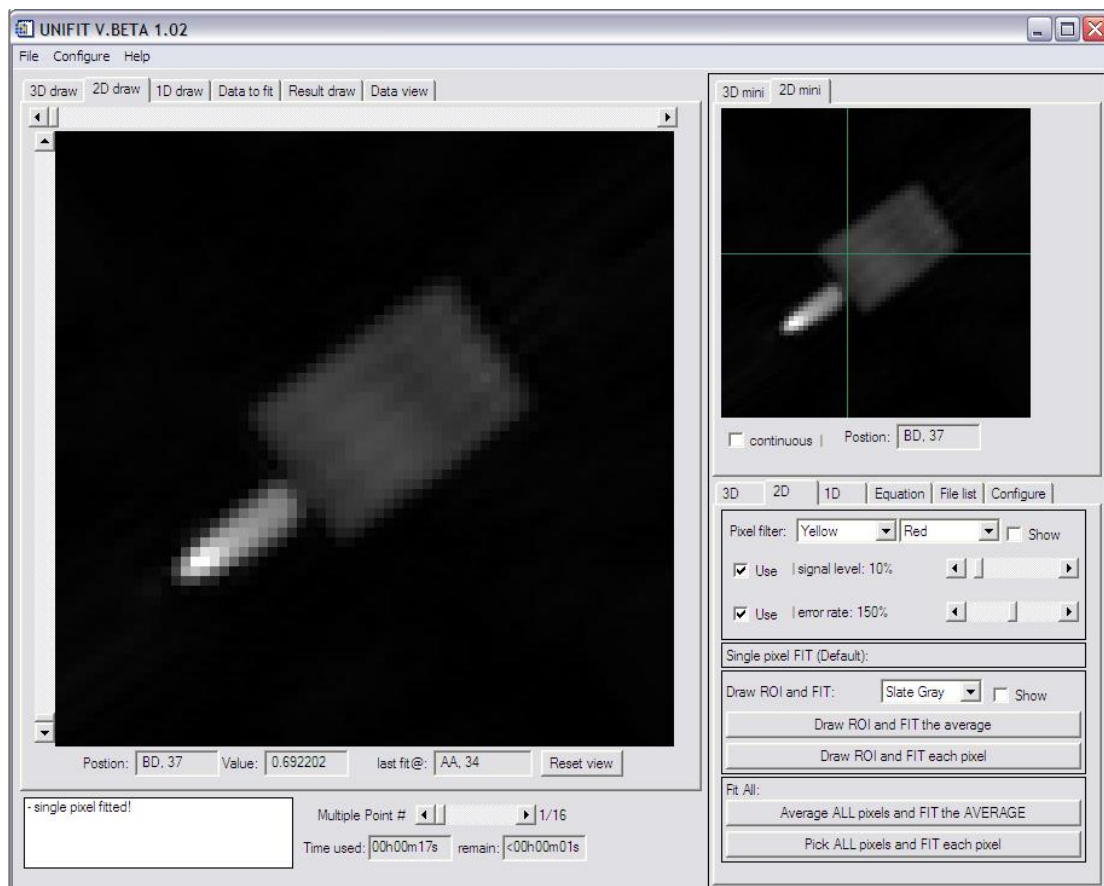 UNIFIT V.BETA 1.02
File Configure Help
3D draw 2D draw 1D draw Data to fit Result draw Data view
3D mini 2D mini
continuous | Postion: BD, 37
3D 2D 1D Equation File list Configure
Pixel filter: Yellow Red Show
Use | signal level: 10%
Use | error rate: 150%
Single pixel FIT (Default):
Draw ROI and FIT: Slate Gray Show
Draw ROI and FIT the average
Draw ROI and FIT each pixel
Fit All:
Average ALL pixels and FIT the AVERAGE
Pick ALL pixels and FIT each pixel
Postion: BD, 37 Value: 0.692202 last fit@: AA, 34 Reset view
- single pixel fitted!
Multiple Point # 1/16
Time used: 00h00m17s remain: <00h00m01s